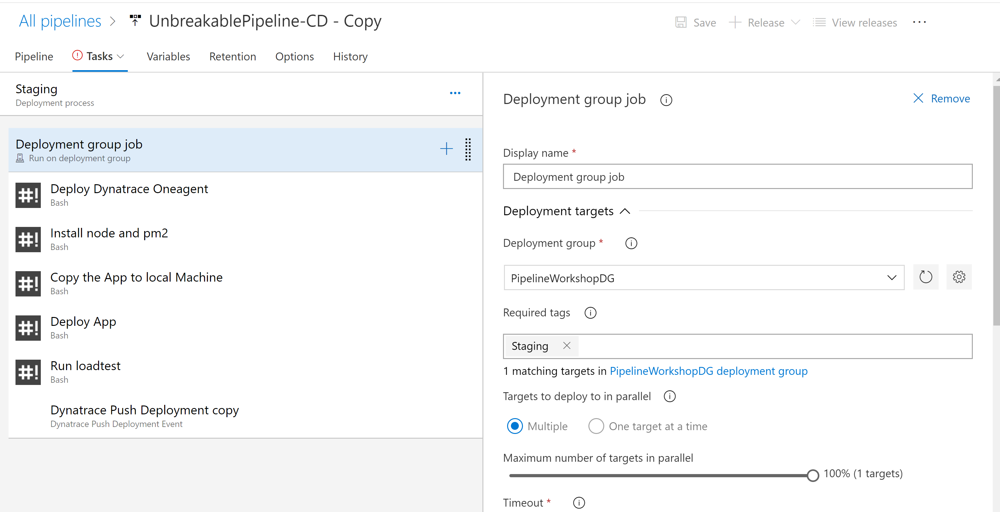 All pipelines > UnbreakablePipeline-CD - Copy
Save Release View releases ...
Pipeline Tasks Variables Retention Options History
Staging
Deployment process
Deployment group job
Run on deployment group
#! Deploy Dynatrace Oneagent
Bash
#! Install node and pm2
Bash
#! Copy the App to local Machine
Bash
#! Deploy App
Bash
#! Run loadtest
Bash
Dynatrace Push Deployment copy
Dynatrace Push Deployment Event
Deployment group job
Remove
Display name *
Deployment group job
Deployment targets
Deployment group *
PipelineWorkshopDG
Required tags
Staging
1 matching targets in PipelineWorkshopDG deployment group
Targets to deploy to in parallel
Multiple One target at a time
Maximum number of targets in parallel
100% (1 targets)
Timeout *